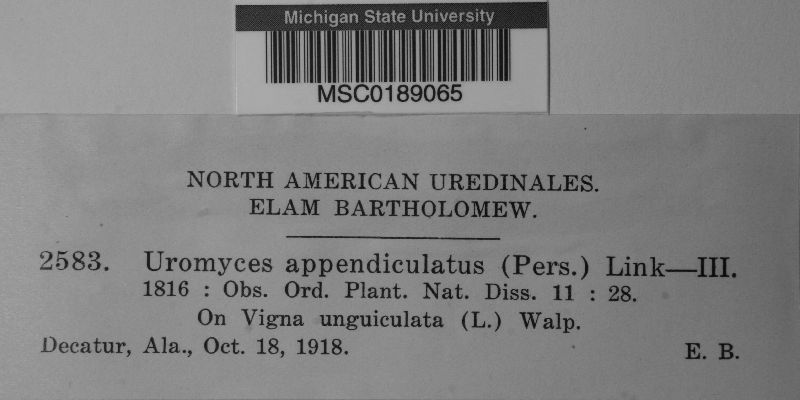 Michigan State University
MSC0189065
NORTH AMERICAN UREDINALES.
ELAM BARTHOLOMEW.
2583. Uromyces appendiculatus (Pers.) Link—III.
1816 : Obs. Ord. Plant. Nat. Diss. 11 : 28.
On Vigna unguiculata (L.) Walp.
Decatur, Ala., Oct. 18, 1918. E. B.